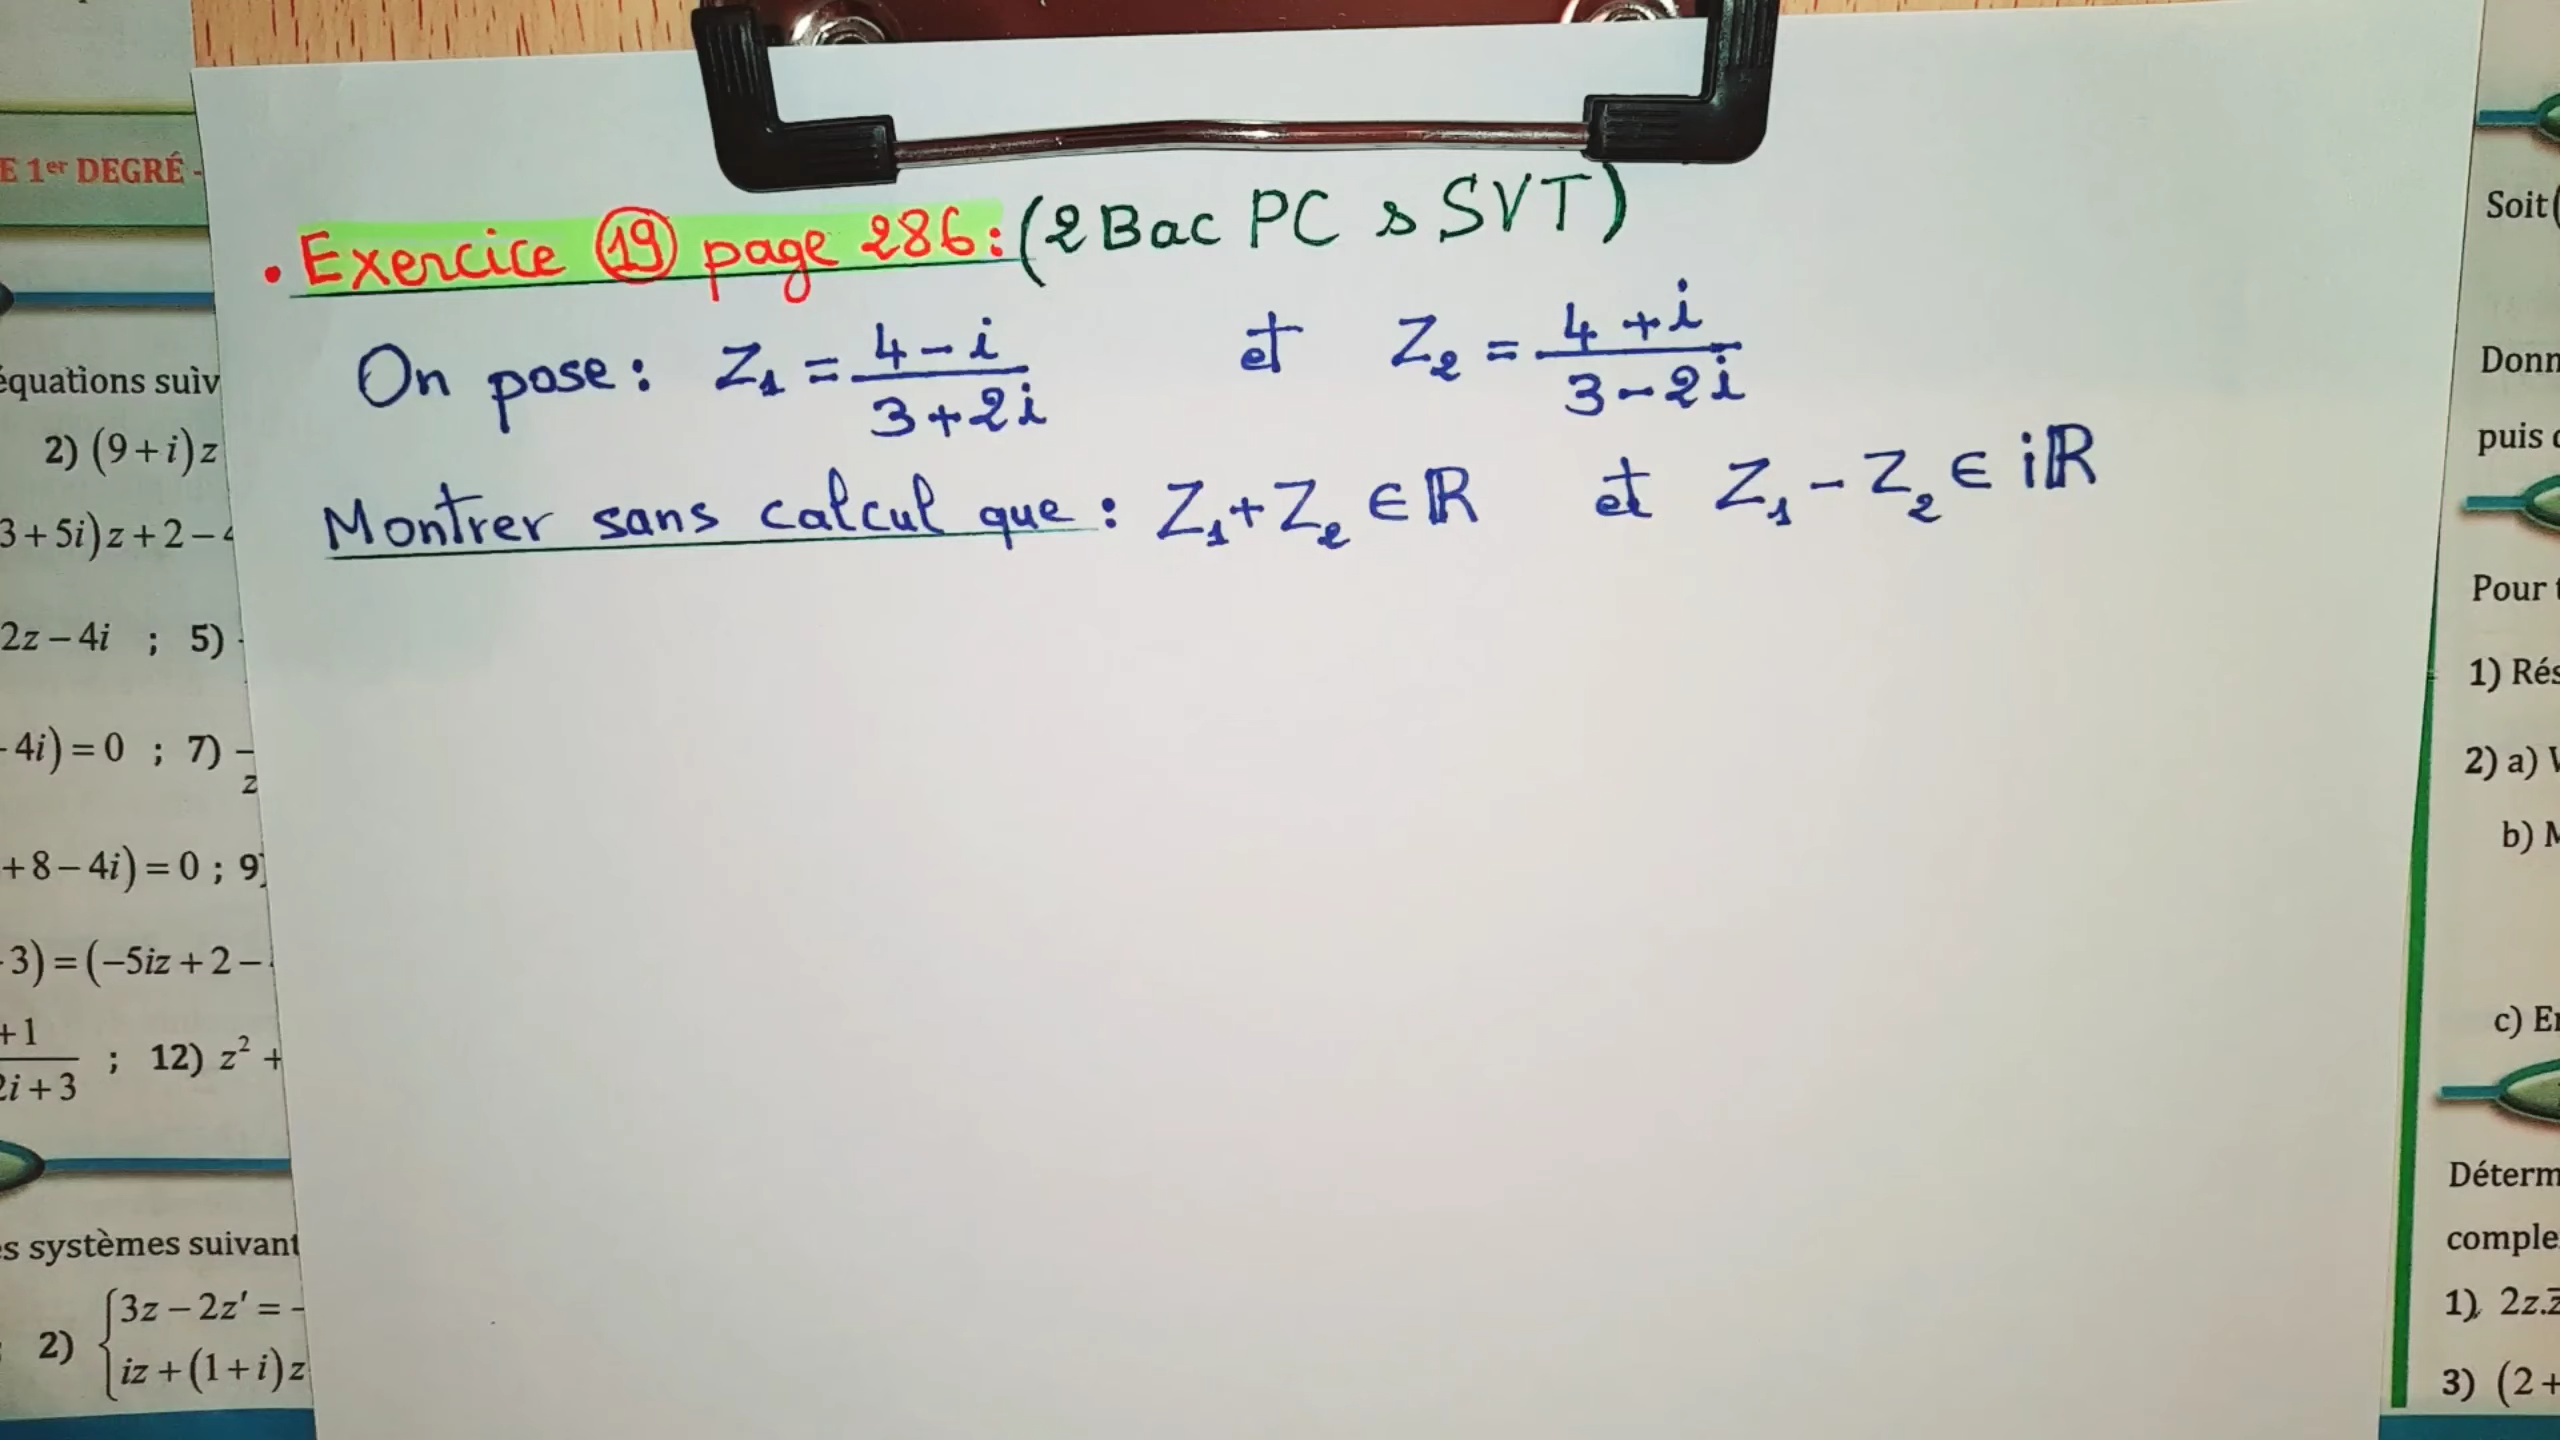 E 1er DEGRÉ -
équations suiv
2) (9+i)z
3+5i)z+2-
2z-4i ; 5)
4i)=0 ; 7)
z
+8-4i)=0 ; 9)
3)=(-5iz+2-
+1
2i+3 ; 12) z² +
systèmes suivant
2) {3z-2z'=-
iz+(1+i)z
• Exercice 19 page 286: (2 Bac PC s SVT)
On pose: Z₁ = (4-i)/(3+2i) et Z₂ = (4+i)/(3-2i)
Montrer sans calcul que: Z₁+Z₂ ∈ ℝ et Z₁-Z₂ ∈ iℝ
Soit(
Donn
puis
Pour
1) Rés
2) a)
b)
c)
Déterm
comple
1) 2z.z̅
3) (2+